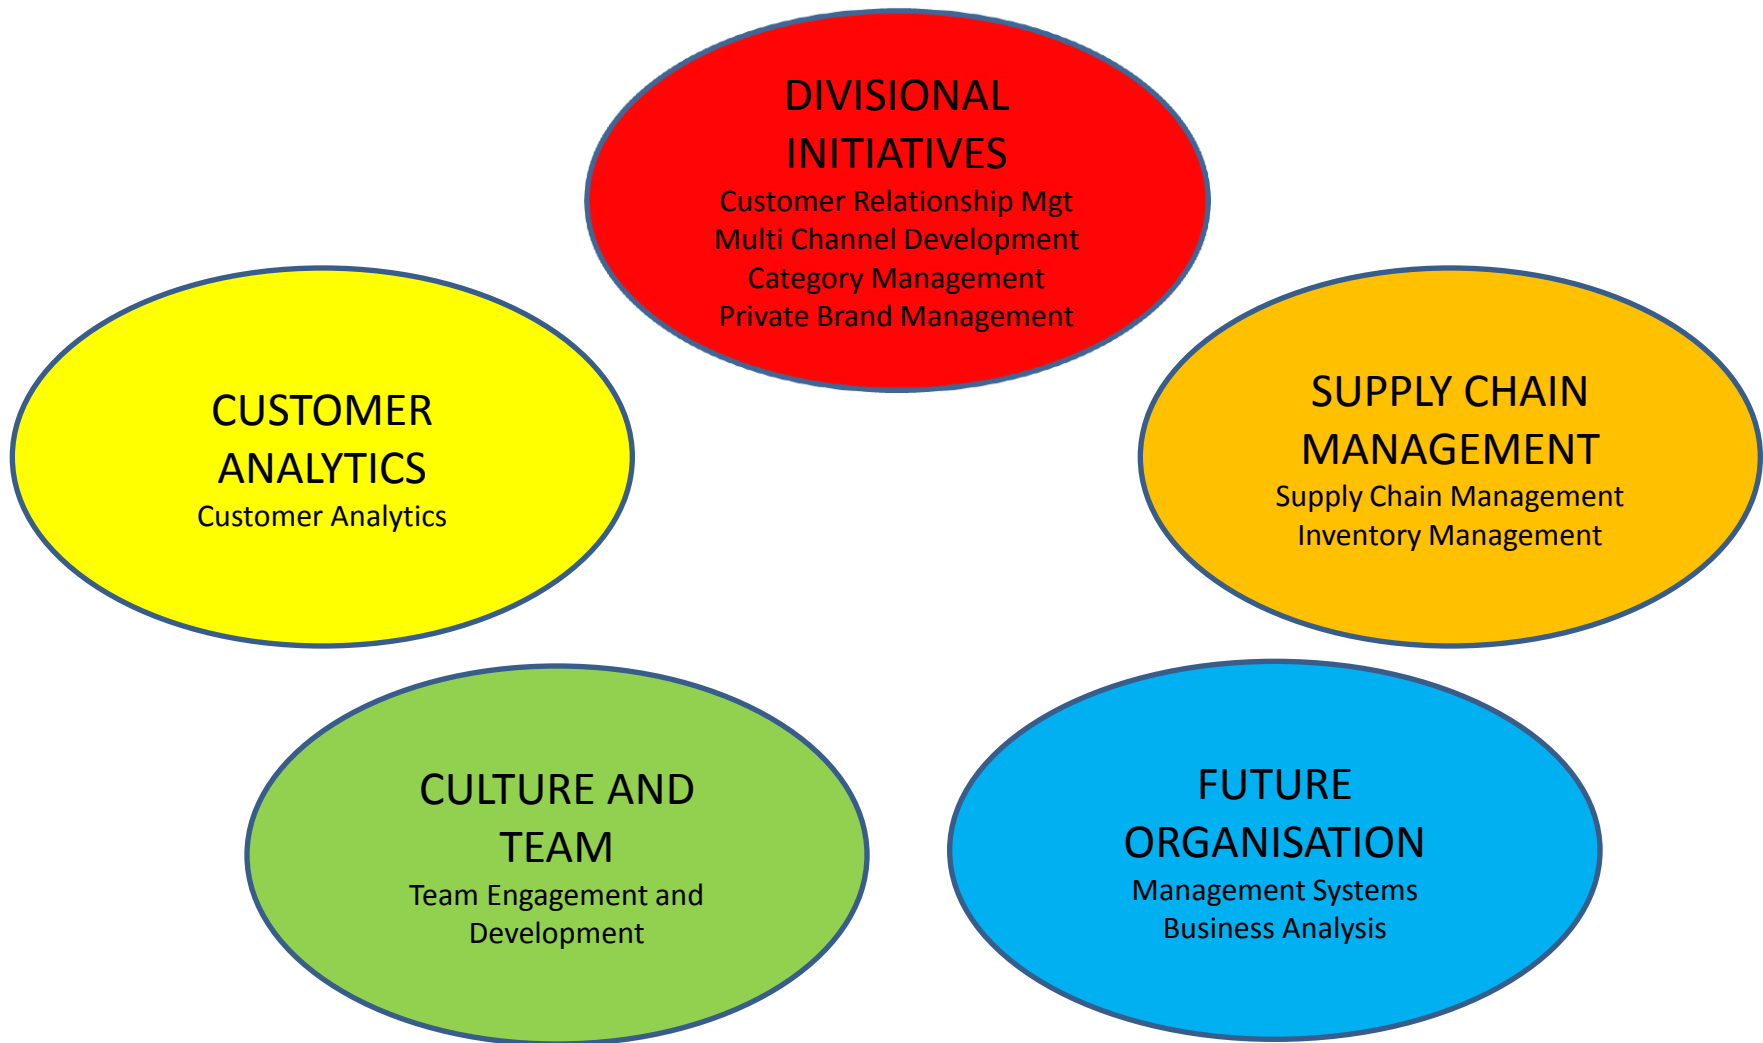 DIVISIONAL
INITIATIVES
Customer Relationship Mgt
Multi Channel Development
Category Management
Private Brand Management
CUSTOMER
ANALYTICS
Customer Analytics
SUPPLY CHAIN
MANAGEMENT
Supply Chain Management
Inventory Management
CULTURE AND
TEAM
Team Engagement and
Development
FUTURE
ORGANISATION
Management Systems
Business Analysis